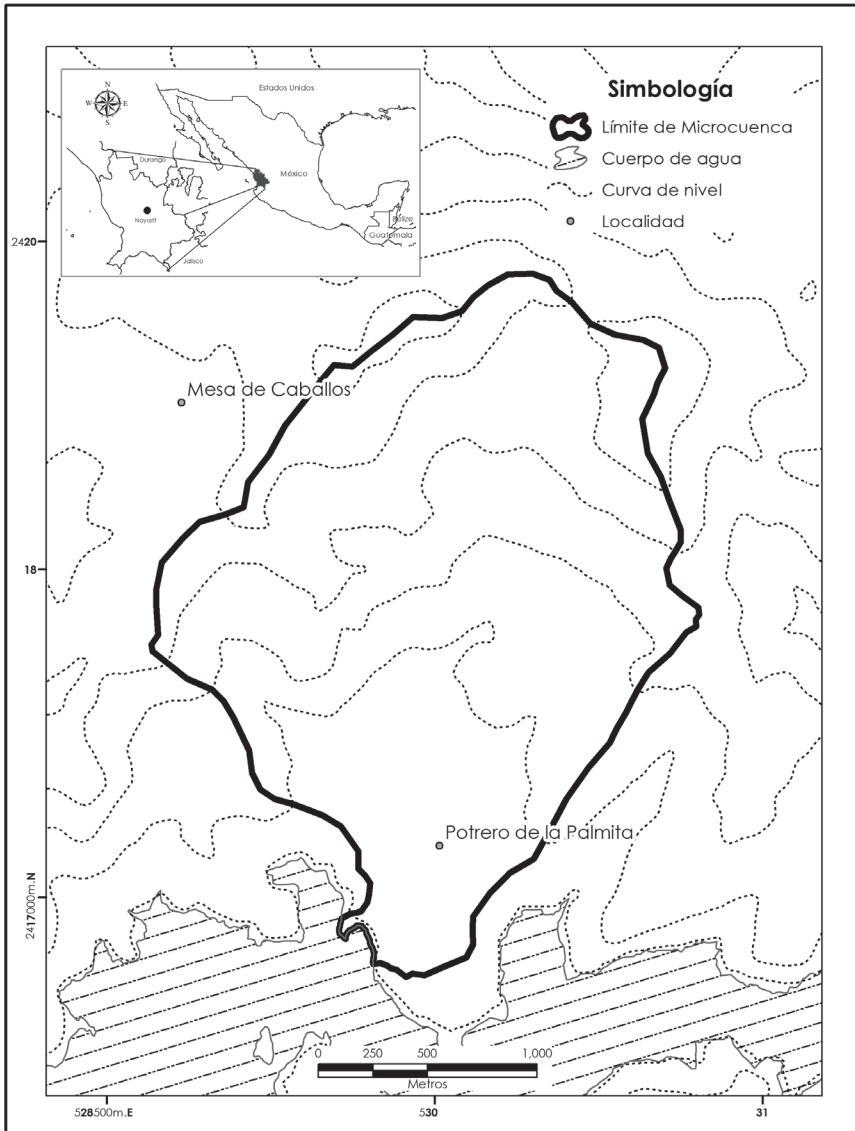 N
W
E
S
Estados Unidos
Durango
México
Nayarit
Jalisco
Belize
Guatemala
Simbología
Límite de Microcuenca
Cuerpo de agua
Curva de nivel
Localidad
2420
Mesa de Caballos
18
Potrero de la Palmita
2417000m.N
0 250 500 1,000
Metros
528500m.E
530
31